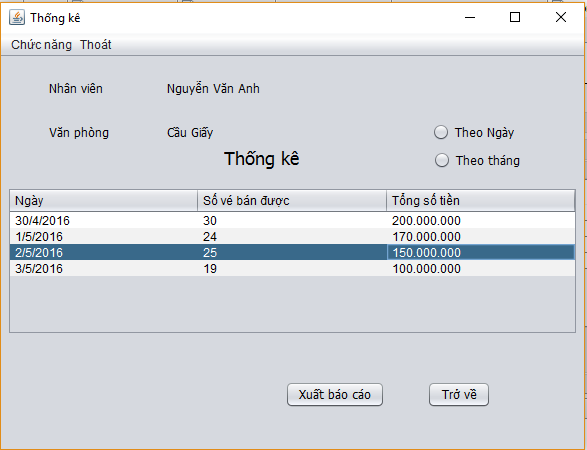 Thống kê
Chức năng Thoát
Nhân viên Nguyễn Văn Anh
Văn phòng Cầu Giấy Theo Ngày
Thống kê Theo tháng
Ngày Số vé bán được Tổng số tiền
30/4/2016 30 200.000.000
1/5/2016 24 170.000.000
2/5/2016 25 150.000.000
3/5/2016 19 100.000.000
Xuất báo cáo Trở về